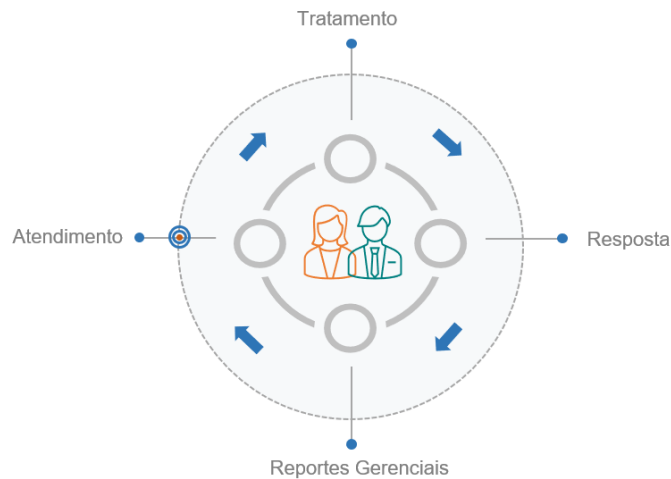 Tratamento
Atendimento
Resposta
Reportes Gerenciais